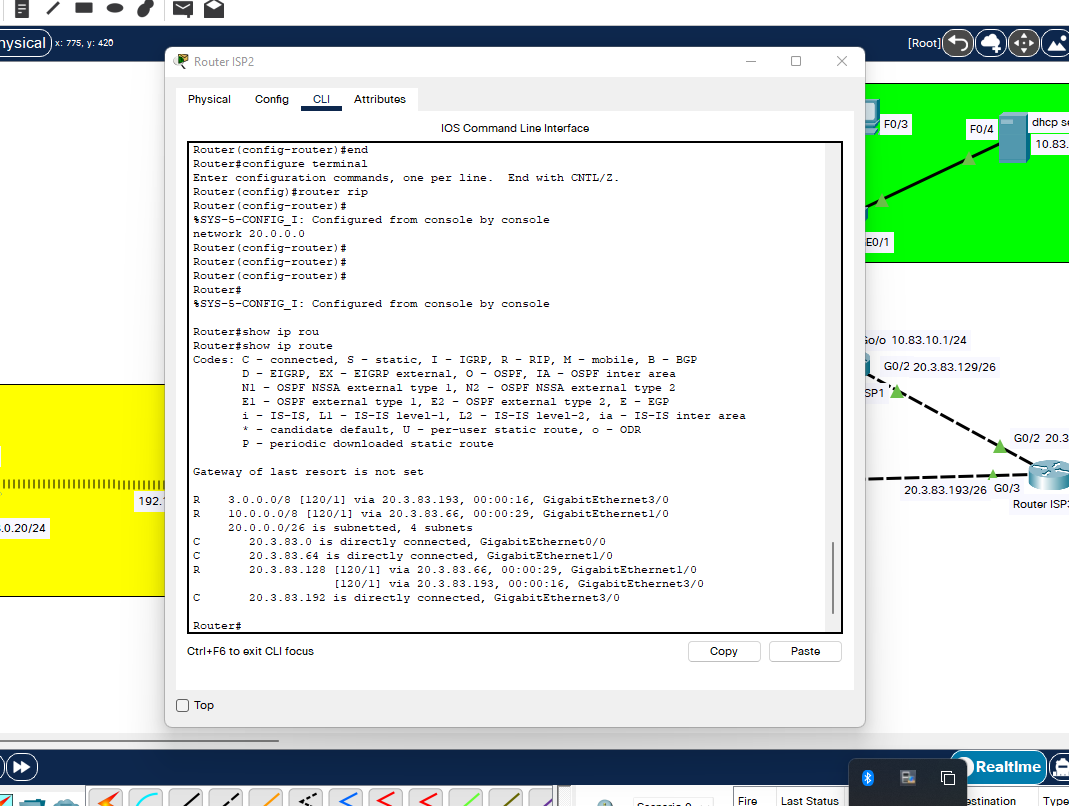 hysical
x: 775, y: 420
[Root]
Router ISP2
Physical
Config
CLI
Attributes
IOS Command Line Interface
Router(config-router)#end
Router#configure terminal
Enter configuration commands, one per line.  End with CNTL/Z.
Router(config)#router rip
Router(config-router)#
%SYS-5-CONFIG_I: Configured from console by console
network 20.0.0.0
Router(config-router)#
Router(config-router)#
Router(config-router)#
Router#
%SYS-5-CONFIG_I: Configured from console by console
Router#show ip rou
Router#show ip route
Codes: C - connected, S - static, I - IGRP, R - RIP, M - mobile, B - BGP
D - EIGRP, EX - EIGRP external, O - OSPF, IA - OSPF inter area
N1 - OSPF NSSA external type 1, N2 - OSPF NSSA external type 2
E1 - OSPF external type 1, E2 - OSPF external type 2, E - EGP
i - IS-IS, L1 - IS-IS level-1, L2 - IS-IS level-2, ia - IS-IS inter area
* - candidate default, U - per-user static route, o - ODR
P - periodic downloaded static route
Gateway of last resort is not set
R    3.0.0.0/8 [120/1] via 20.3.83.193, 00:00:16, GigabitEthernet3/0
R    10.0.0.0/8 [120/1] via 20.3.83.66, 00:00:29, GigabitEthernet1/0
20.0.0.0/26 is subnetted, 4 subnets
C       20.3.83.0 is directly connected, GigabitEthernet0/0
C       20.3.83.64 is directly connected, GigabitEthernet1/0
R       20.3.83.128 [120/1] via 20.3.83.66, 00:00:29, GigabitEthernet1/0
[120/1] via 20.3.83.193, 00:00:16, GigabitEthernet3/0
C       20.3.83.192 is directly connected, GigabitEthernet3/0
Router#
Ctrl+F6 to exit CLI focus
Copy
Paste
Top
F0/3
F0/4
dhcp se
10.83.
E0/1
Go/o 10.83.10.1/24
G0/2 20.3.83.129/26
SP1
G0/2 20.3
20.3.83.193/26
G0/3
Router ISP3
192.1
.0.20/24
Realtime
Fire
Last Status
estination
Type